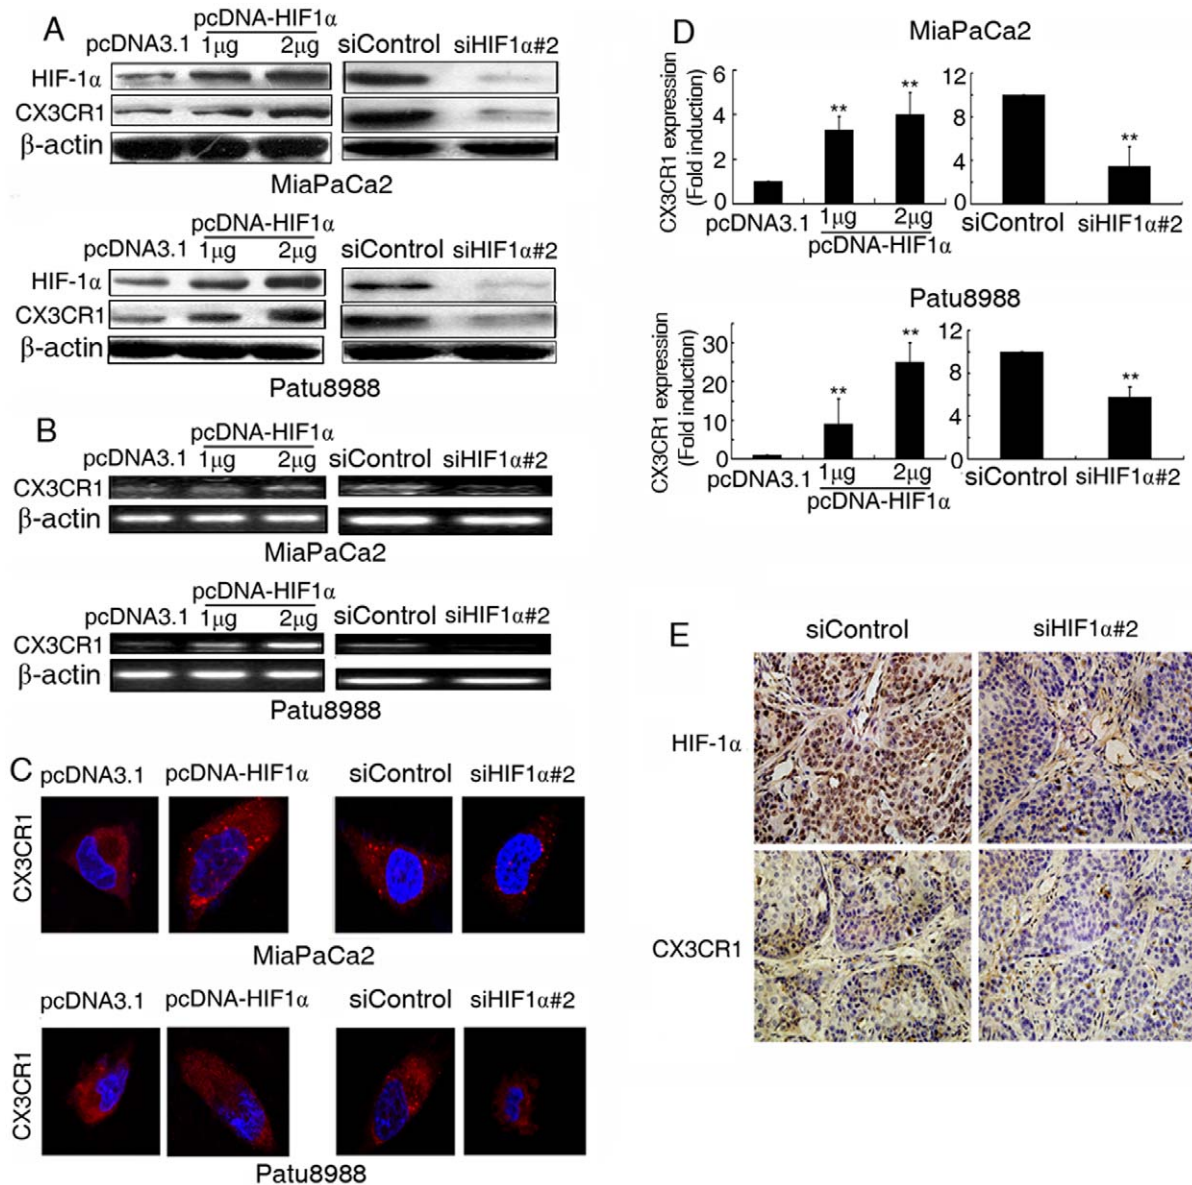 A
pcDNA-HIF1α
pcDNA3.1 1μg 2μg siControl siHIF1α#2
HIF-1α
CX3CR1
β-actin
MiaPaCa2
pcDNA-HIF1α
pcDNA3.1 1μg 2μg siControl siHIF1α#2
HIF-1α
CX3CR1
β-actin
Patu8988
B
pcDNA-HIF1α
pcDNA3.1 1μg 2μg siControl siHIF1α#2
CX3CR1
β-actin
MiaPaCa2
pcDNA-HIF1α
pcDNA3.1 1μg 2μg siControl siHIF1α#2
CX3CR1
β-actin
Patu8988
C
pcDNA3.1 pcDNA-HIF1α siControl siHIF1α#2
CX3CR1
MiaPaCa2
pcDNA3.1 pcDNA-HIF1α siControl siHIF1α#2
CX3CR1
Patu8988
D
MiaPaCa2
CX3CR1 expression
(Fold induction)
6
4
2
0
**
**
pcDNA3.1 1μg 2μg
pcDNA-HIF1α
12
8
4
0
**
siControl siHIF1α#2
Patu8988
CX3CR1 expression
(Fold induction)
30
20
10
0
**
**
pcDNA3.1 1μg 2μg
pcDNA-HIF1α
12
8
4
0
**
siControl siHIF1α#2
E
siControl siHIF1α#2
HIF-1α
CX3CR1